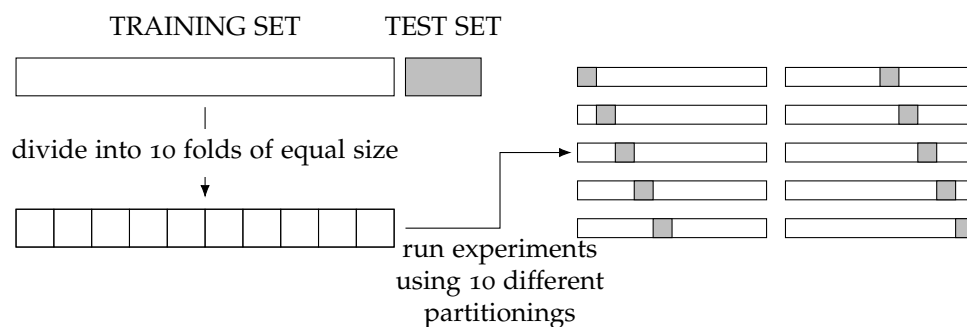 TRAINING SET
TEST SET
divide into 10 folds of equal size
run experiments
using 10 different
partitionings